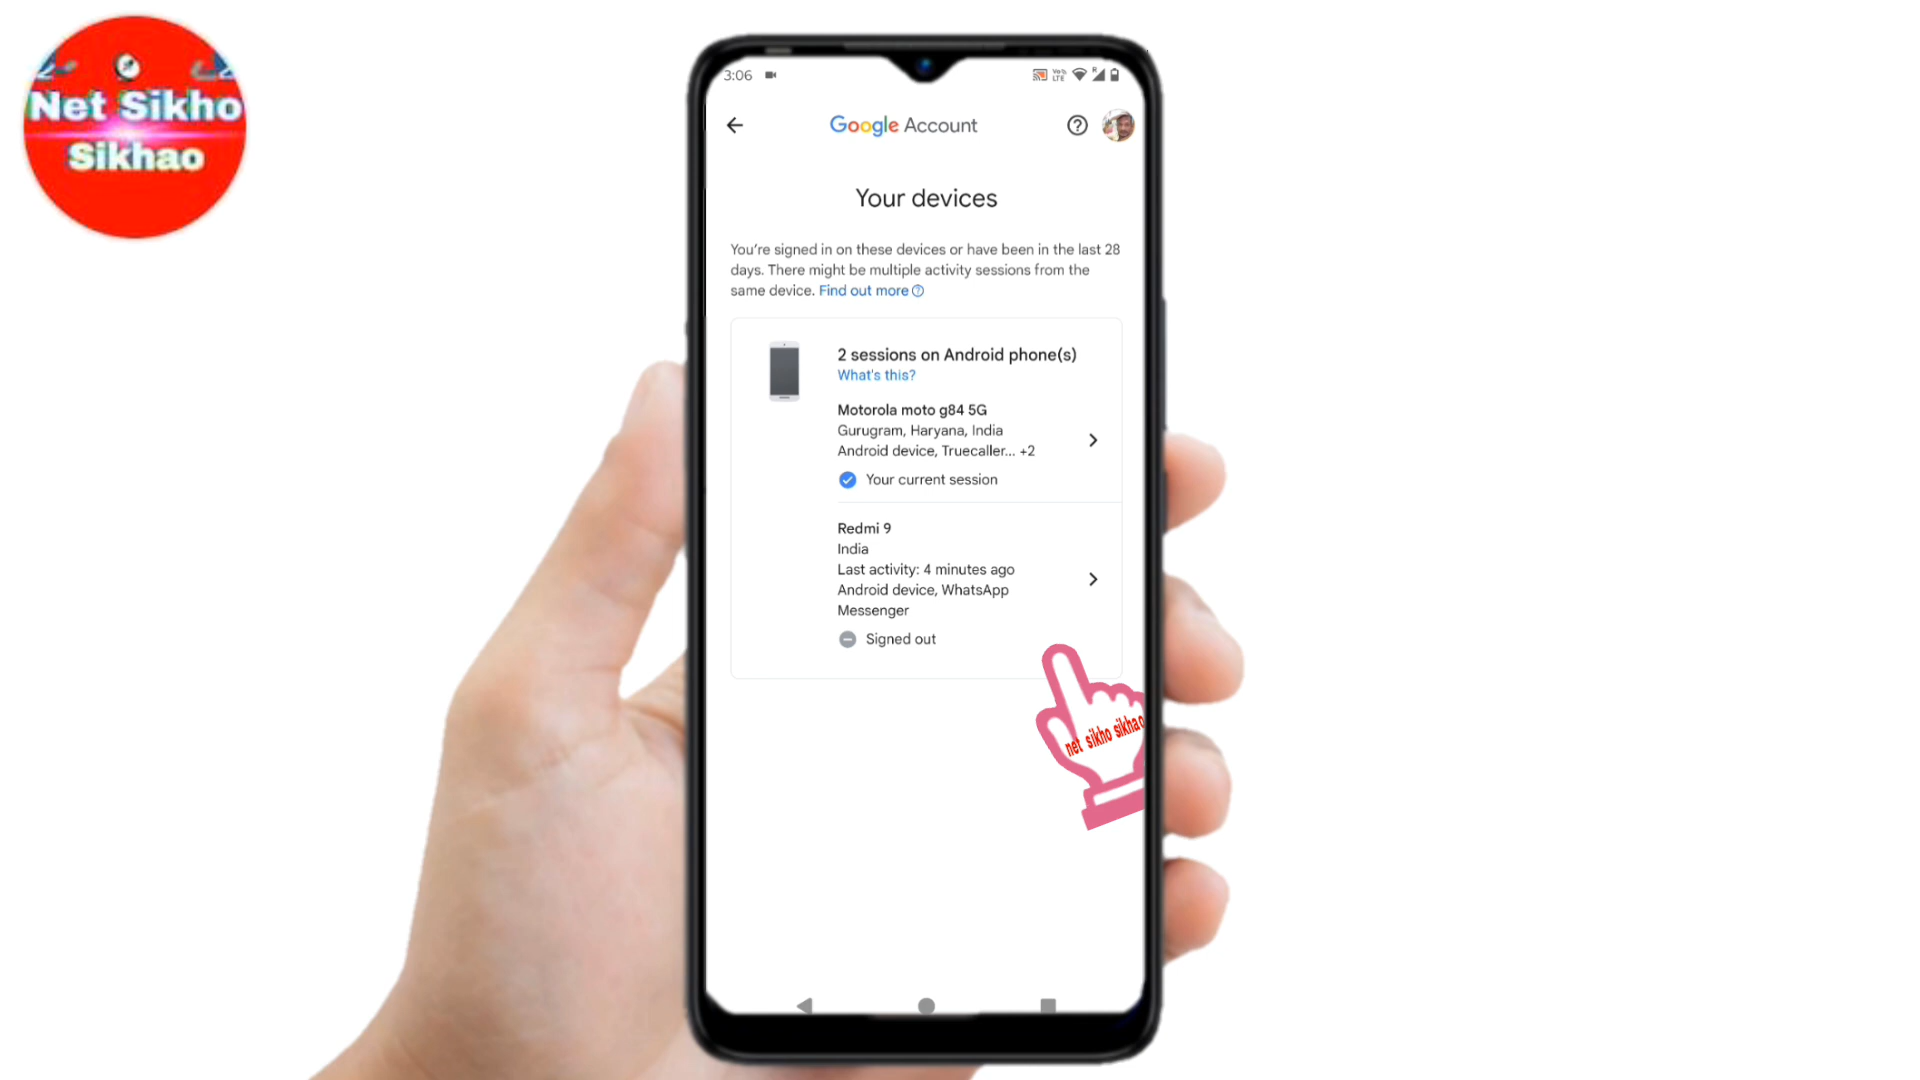 Net Sikho
Sikhao
3:06
Vo))
LTE
R
Google Account
Your devices
You're signed in on these devices or have been in the last 28
days. There might be multiple activity sessions from the
same device. Find out more
2 sessions on Android phone(s)
What's this?
Motorola moto g84 5G
Gurugram, Haryana, India
Android device, Truecaller... +2
Your current session
Redmi 9
India
Last activity: 4 minutes ago
Android device, WhatsApp
Messenger
Signed out
net sikho sikhao